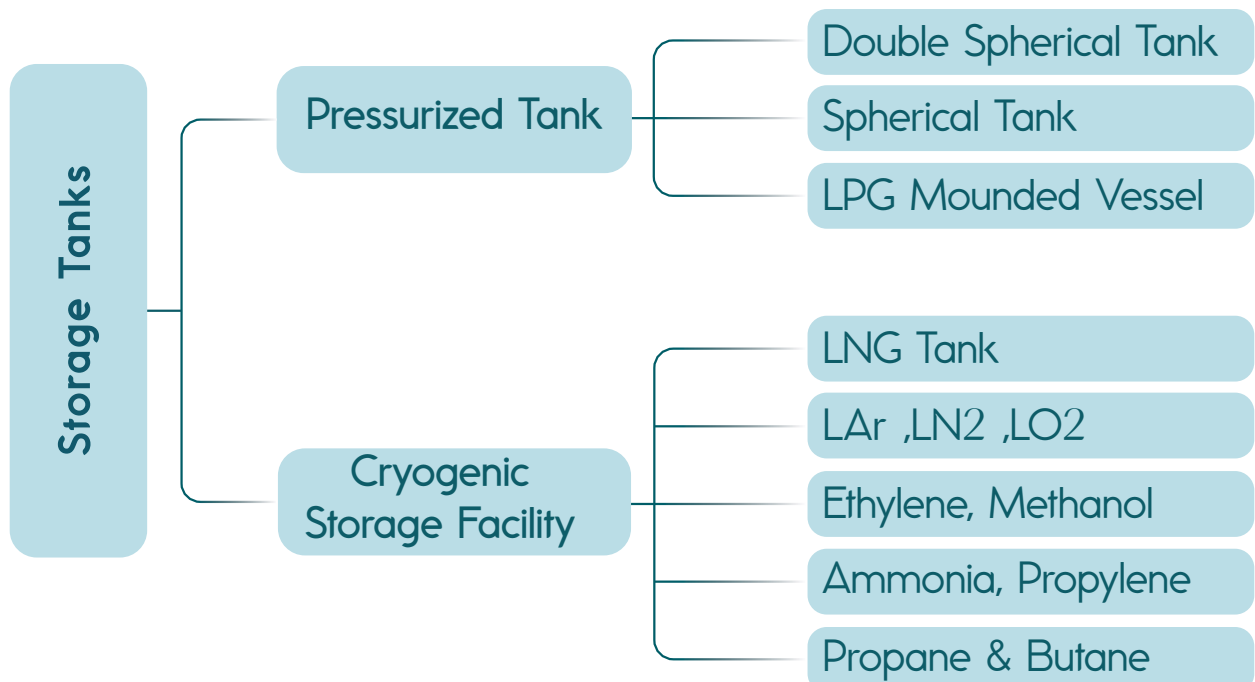 Storage Tanks
Pressurized Tank
Double Spherical Tank
Spherical Tank
LPG Mounded Vessel
Cryogenic
Storage Facility
LNG Tank
LAr ,LN2 ,LO2
Ethylene, Methanol
Ammonia, Propylene
Propane & Butane